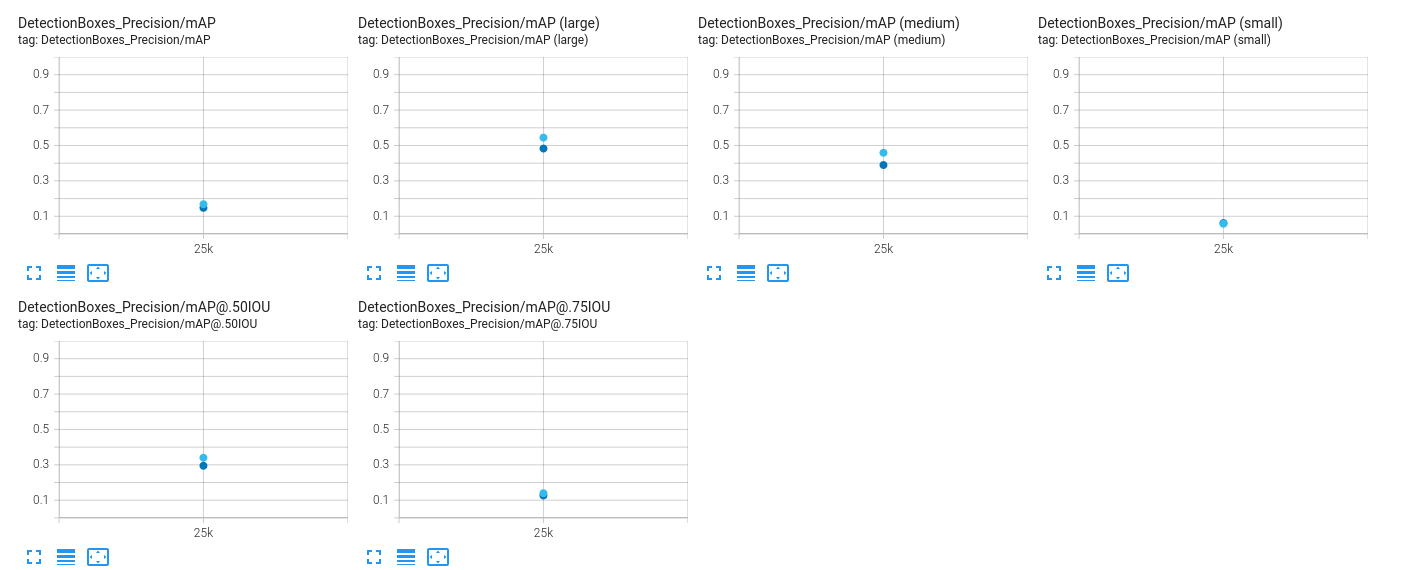 DetectionBoxes_Precision/mAP
tag: DetectionBoxes_Precision/mAP
0.9
0.7
0.5
0.3
0.1
25k
DetectionBoxes_Precision/mAP (large)
tag: DetectionBoxes_Precision/mAP (large)
0.9
0.7
0.5
0.3
0.1
25k
DetectionBoxes_Precision/mAP (medium)
tag: DetectionBoxes_Precision/mAP (medium)
0.9
0.7
0.5
0.3
0.1
25k
DetectionBoxes_Precision/mAP (small)
tag: DetectionBoxes_Precision/mAP (small)
0.9
0.7
0.5
0.3
0.1
25k
DetectionBoxes_Precision/mAP@.50IOU
tag: DetectionBoxes_Precision/mAP@.50IOU
0.9
0.7
0.5
0.3
0.1
25k
DetectionBoxes_Precision/mAP@.75IOU
tag: DetectionBoxes_Precision/mAP@.75IOU
0.9
0.7
0.5
0.3
0.1
25k